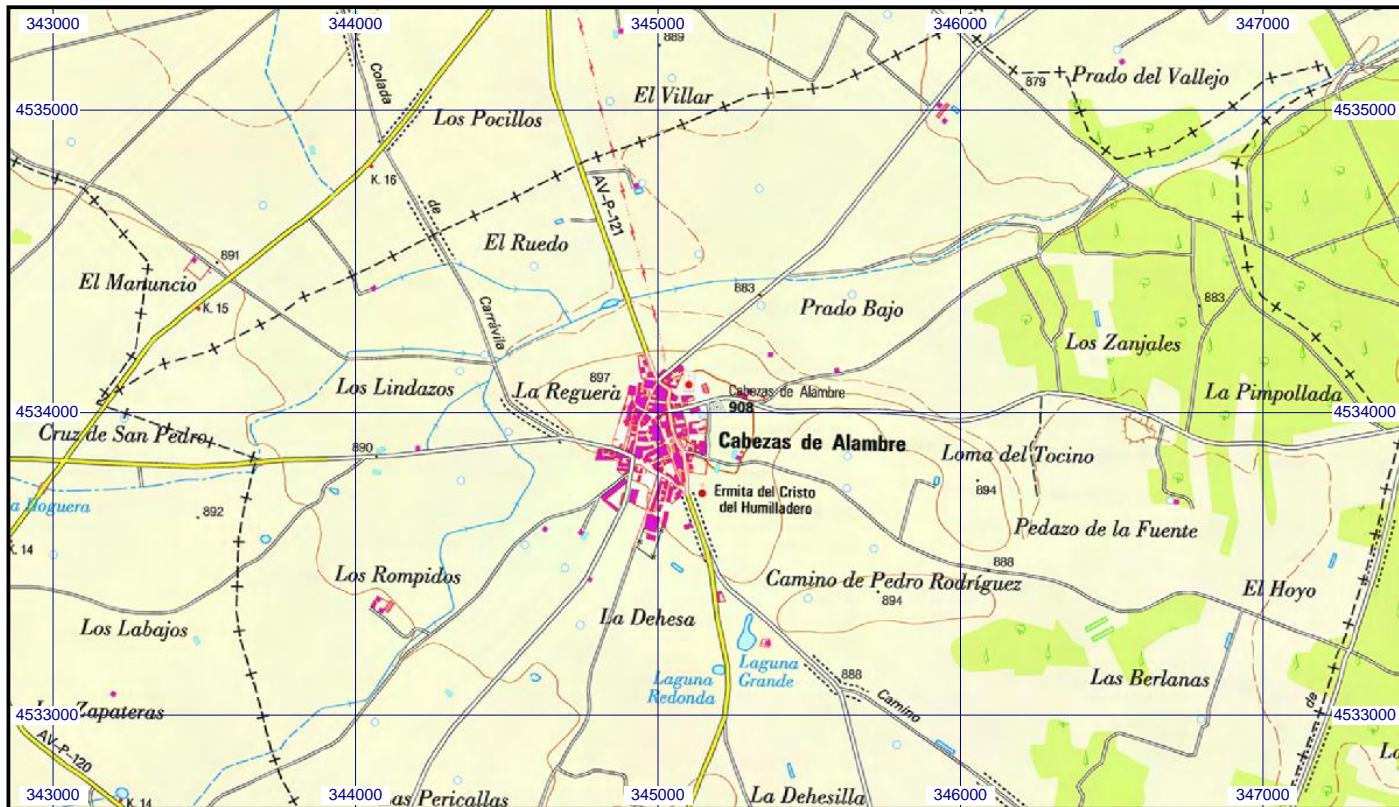 343000
344000
345000
346000
347000
889
Colada
El Villar
879
Prado del Vallejo
4535000
4535000
Los Pocillos
K. 16
de
AV-P-121
El Ruedo
891
El Manuncio
K. 15
883
Prado Bajo
883
Carrávila
Los Zanjales
Los Lindazos
897
La Reguera
Cabezas de Alambre
908
La Pimpollada
4534000
4534000
Cruz de San Pedro
890
Cabezas de Alambre
Loma del Tocino
894
a Hoguera
892
Ermita del Cristo
del Humilladero
Pedazo de la Fuente
K. 14
888
Los Rompidos
Camino de Pedro Rodríguez
894
El Hoyo
Los Labajos
La Dehesa
Laguna
Grande
Laguna
Redonda
888
Camino
Las Berlanas
de
Zapateras
4533000
4533000
AV-P-120
K. 14
as Pericallas
La Dehesilla
343000
344000
345000
346000
347000